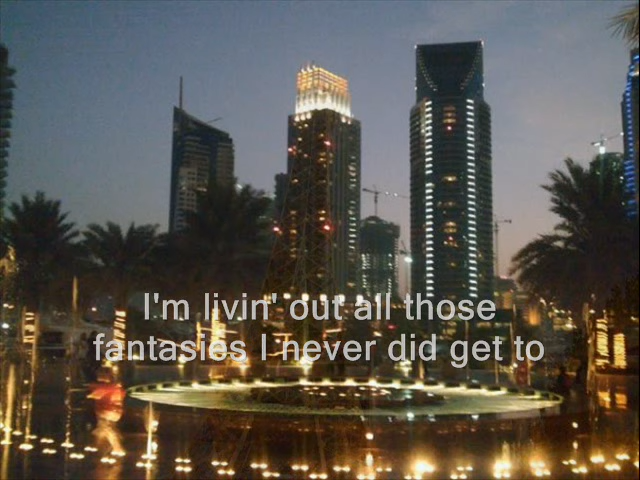 I'm livin' out all those
fantasies I never did get to